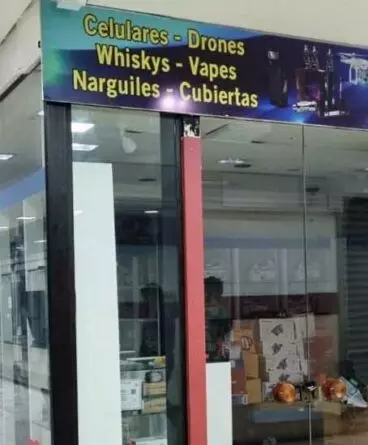 Celulares - Drones
Whiskys - Vapes
Narguiles - Cubiertas